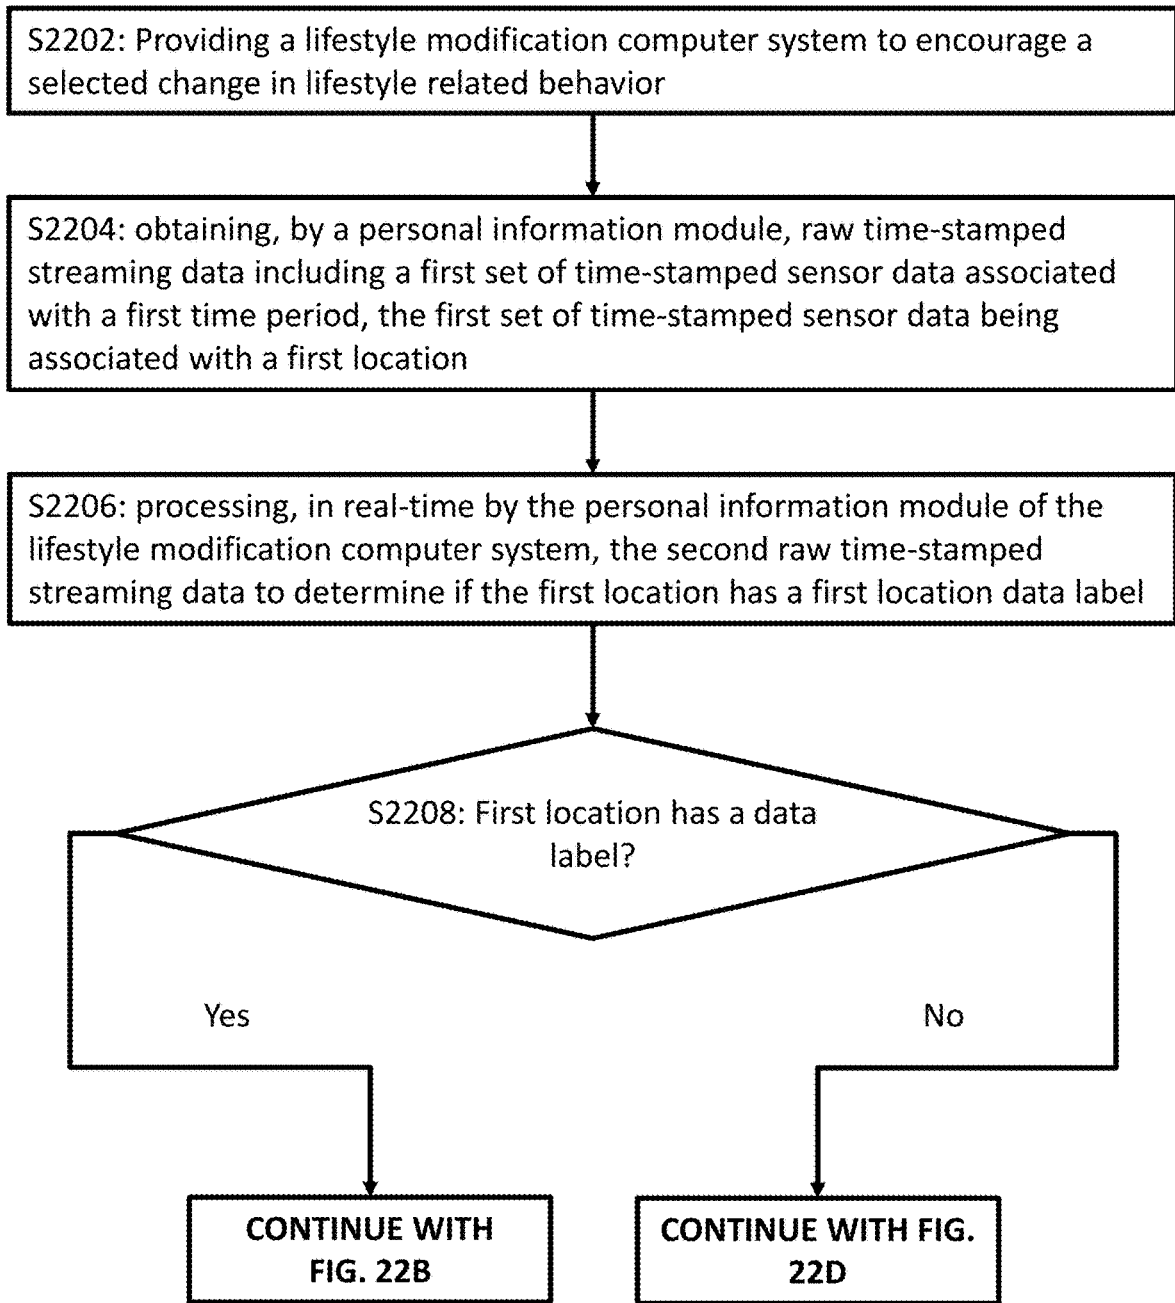 S2202: Providing a lifestyle modification computer system to encourage a
selected change in lifestyle related behavior
S2204: obtaining, by a personal information module, raw time-stamped
streaming data including a first set of time-stamped sensor data associated
with a first time period, the first set of time-stamped sensor data being
associated with a first location
S2206: processing, in real-time by the personal information module of the
lifestyle modification computer system, the second raw time-stamped
streaming data to determine if the first location has a first location data label
S2208: First location has a data
label?
Yes
No
CONTINUE WITH
FIG. 22B
CONTINUE WITH FIG.
22D